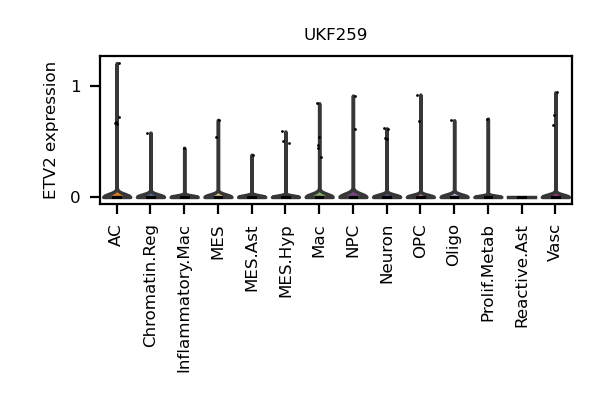 UKF259
ETV2 expression
1
0
AC
Chromatin.Reg
Inflammatory.Mac
MES
MES.Ast
MES.Hyp
Mac
NPC
Neuron
OPC
Oligo
Prolif.Metab
Reactive.Ast
Vasc